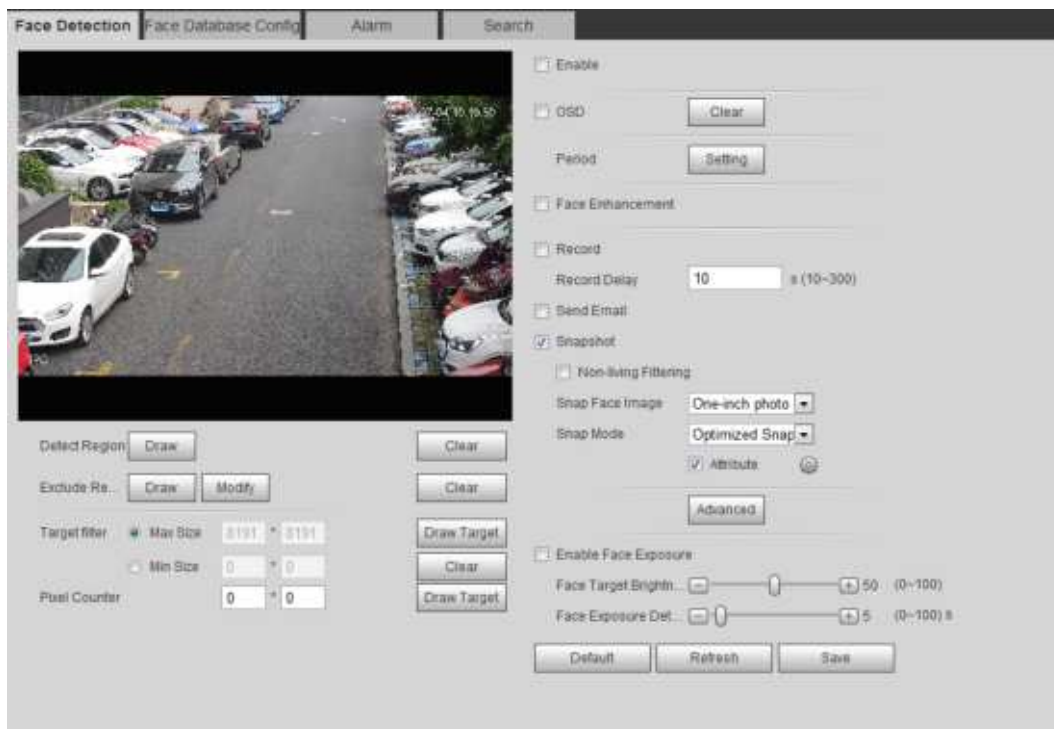 Face Detection Face Database Config Alarm Search
Enable
OSD Clear
Period Setting
Face Enhancement
Record
Record Delay 10 s (10~300)
Send Email
Snapshot
Non-living Filtering
Snap Face Image One-inch photo
Snap Mode Optimized Snap
Attribute
Advanced
Enable Face Exposure
Face Target Brightn... 50 (0~100)
Face Exposure Det... 5 (0~100) s
Default Refresh Save
Detect Region Draw Clear
Exclude Re... Draw Modify Clear
Target filter Max Size 8191 * 8191 Draw Target
Min Size 0 * 0 Clear
Pixel Counter 0 * 0 Draw Target